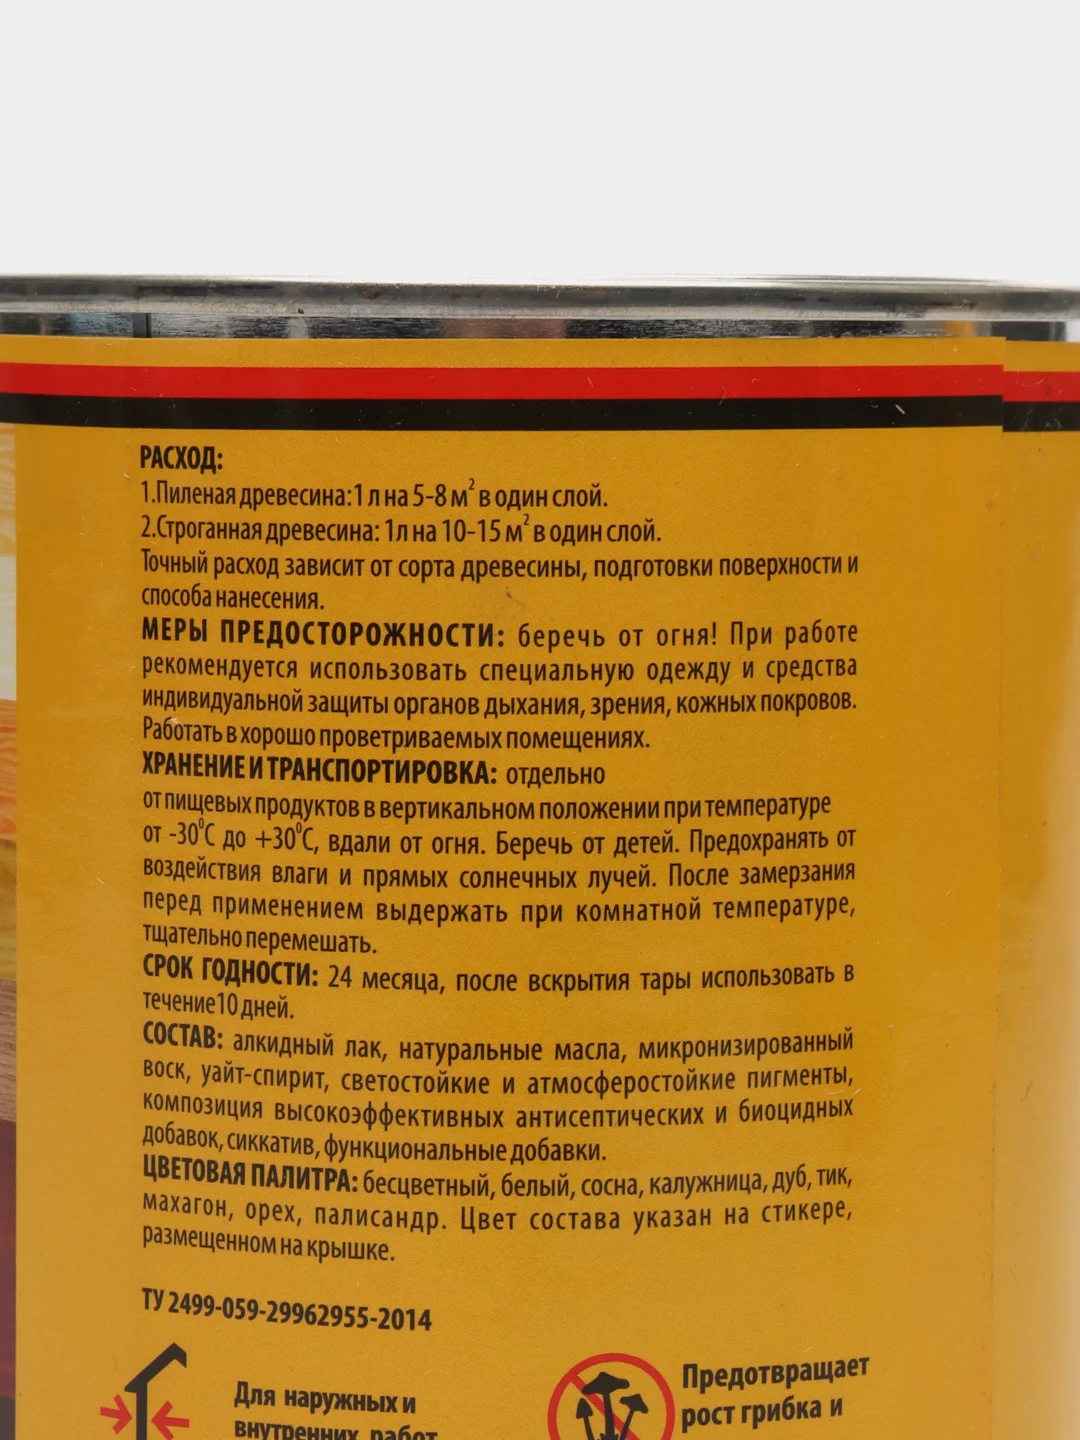 РАСХОД:
1.Пиленая древесина:1 л на 5-8 м² в один слой.
2.Строганная древесина: 1л на 10-15 м² в один слой.
Точный расход зависит от сорта древесины, подготовки поверхности и
способа нанесения.
МЕРЫ ПРЕДОСТОРОЖНОСТИ: беречь от огня! При работе
рекомендуется использовать специальную одежду и средства
индивидуальной защиты органов дыхания, зрения, кожных покровов.
Работать в хорошо проветриваемых помещениях.
ХРАНЕНИЕ И ТРАНСПОРТИРОВКА: отдельно
от пищевых продуктов в вертикальном положении при температуре
от -30⁰С до +30⁰С, вдали от огня. Беречь от детей. Предохранять от
воздействия влаги и прямых солнечных лучей. После замерзания
перед применением выдержать при комнатной температуре,
тщательно перемешать.
СРОК ГОДНОСТИ: 24 месяца, после вскрытия тары использовать в
течение10 дней.
СОСТАВ: алкидный лак, натуральные масла, микронизированный
воск, уайт-спирит, светостойкие и атмосферостойкие пигменты,
композиция высокоэффективных антисептических и биоцидных
добавок, сиккатив, функциональные добавки.
ЦВЕТОВАЯ ПАЛИТРА: бесцветный, белый, сосна, калужница, дуб, тик,
махагон, орех, палисандр. Цвет состава указан на стикере,
размещенном на крышке.
ТУ 2499-059-29962955-2014
Для наружных и
внутренних работ
Предотвращает
рост грибка и